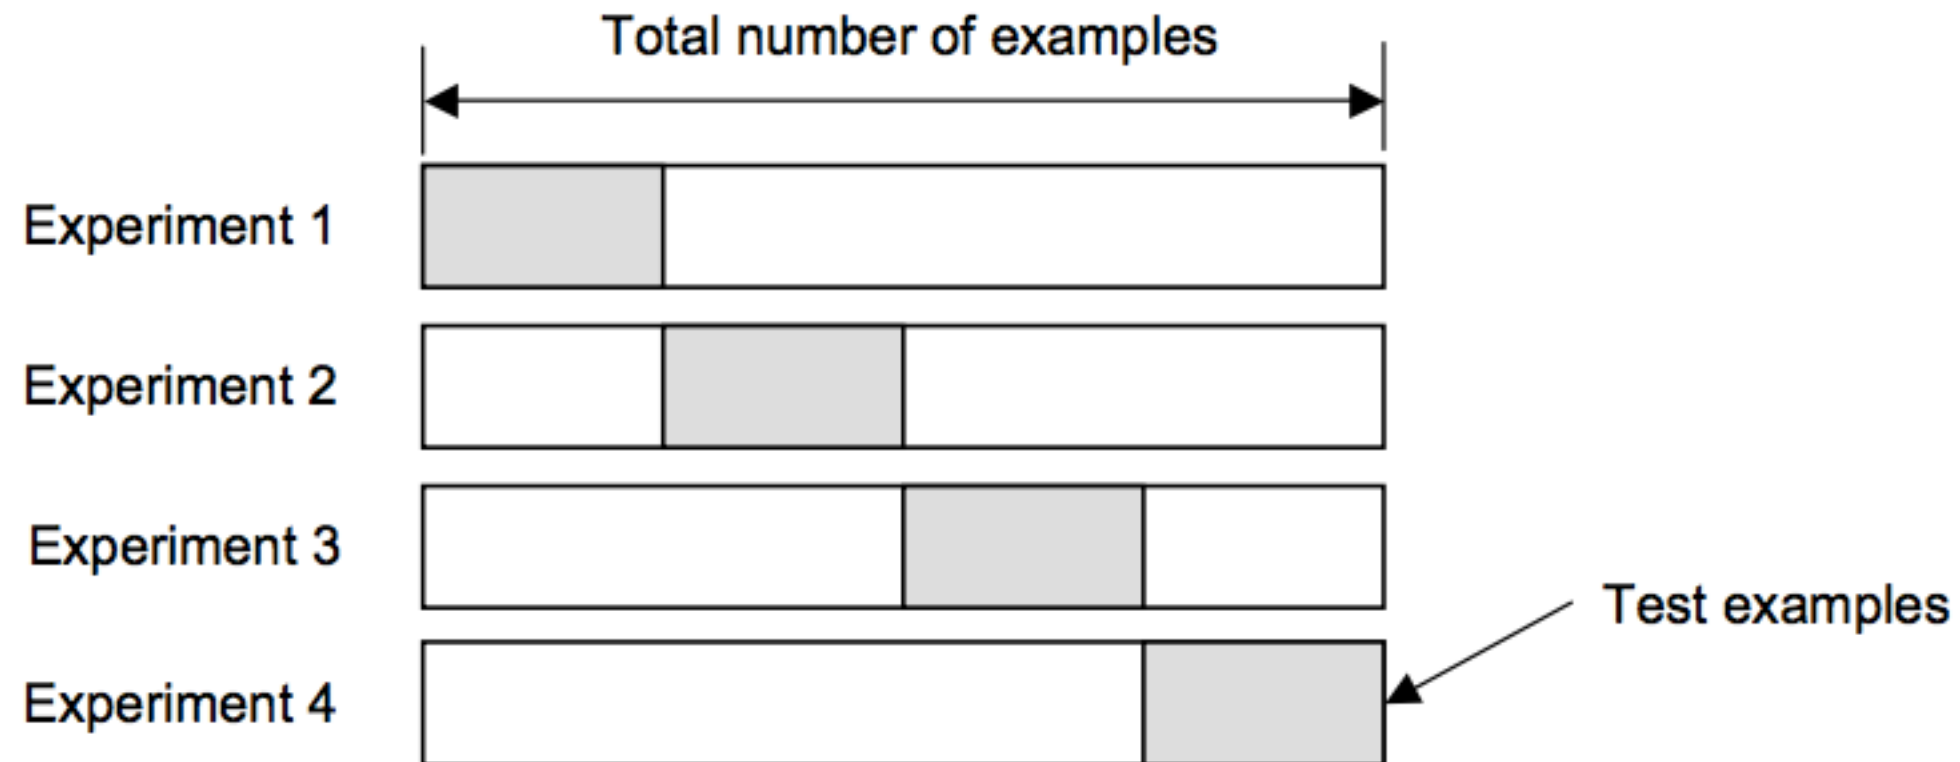 Total number of examples
Experiment 1
Experiment 2
Experiment 3
Test examples
Experiment 4